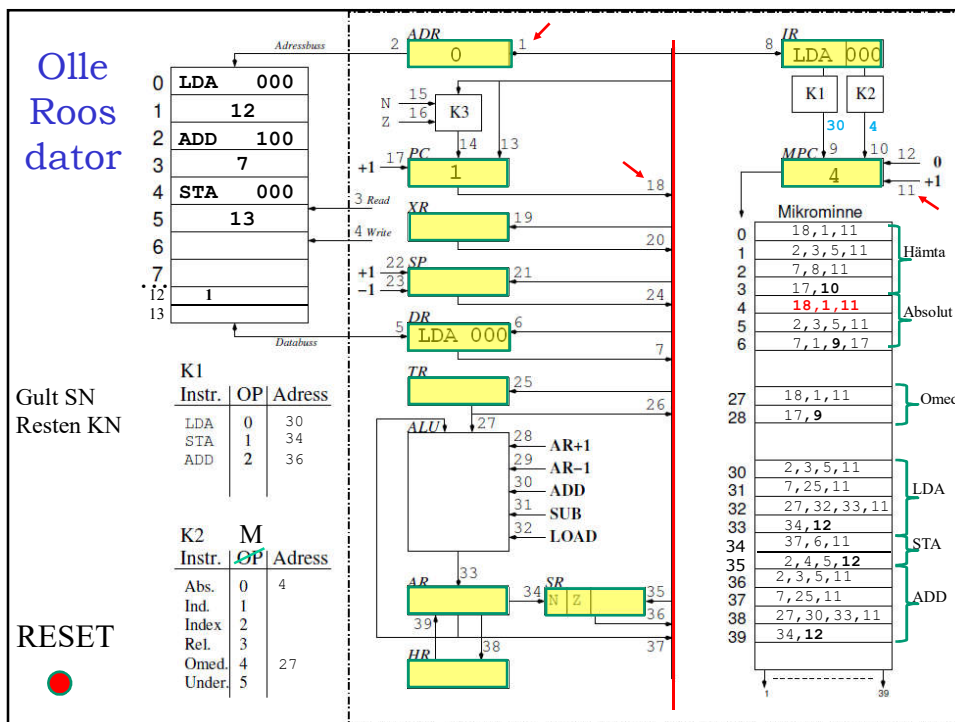 Olle
Roos
dator
Adressbuss
0 LDA 000
1 12
2 ADD 100
3 7
4 STA 000
5 13
6
7
...
12 1
13
3 Read
4 Write
Databuss
Gult SN
Resten KN
K1
Instr. OP Adress
LDA 0 30
STA 1 34
ADD 2 36
K2 M
Instr. OP Adress
Abs. 0 4
Ind. 1
Index 2
Rel. 3
Omed. 4 27
Under. 5
RESET
ADR
2 0 1
N 15
Z 16
K3
14 13
PC
+1 17 1 18
XR
19
20
SP
+1 22
−1 23
21
24
DR
5 LDA 000 6
7
TR
25
26
27
ALU
28 AR+1
29 AR−1
30 ADD
31 SUB
32 LOAD
33
AR
34 SR 35
N Z
36
37
39 38
HR
IR
8 LDA 000
K1 K2
30 4
9 10
MPC
4
12 0
+1
11
Mikrominne
0 18,1,11
1 2,3,5,11
2 7,8,11
3 17,10
Hämta
4 18,1,11
5 2,3,5,11
6 7,1,9,17
Absolut
27 18,1,11
28 17,9
Omed
30 2,3,5,11
31 7,25,11
32 27,32,33,11
33 34,12
LDA
34 37,6,11
35 2,4,5,12
STA
36 2,3,5,11
37 7,25,11
38 27,30,33,11
39 34,12
ADD
1 39